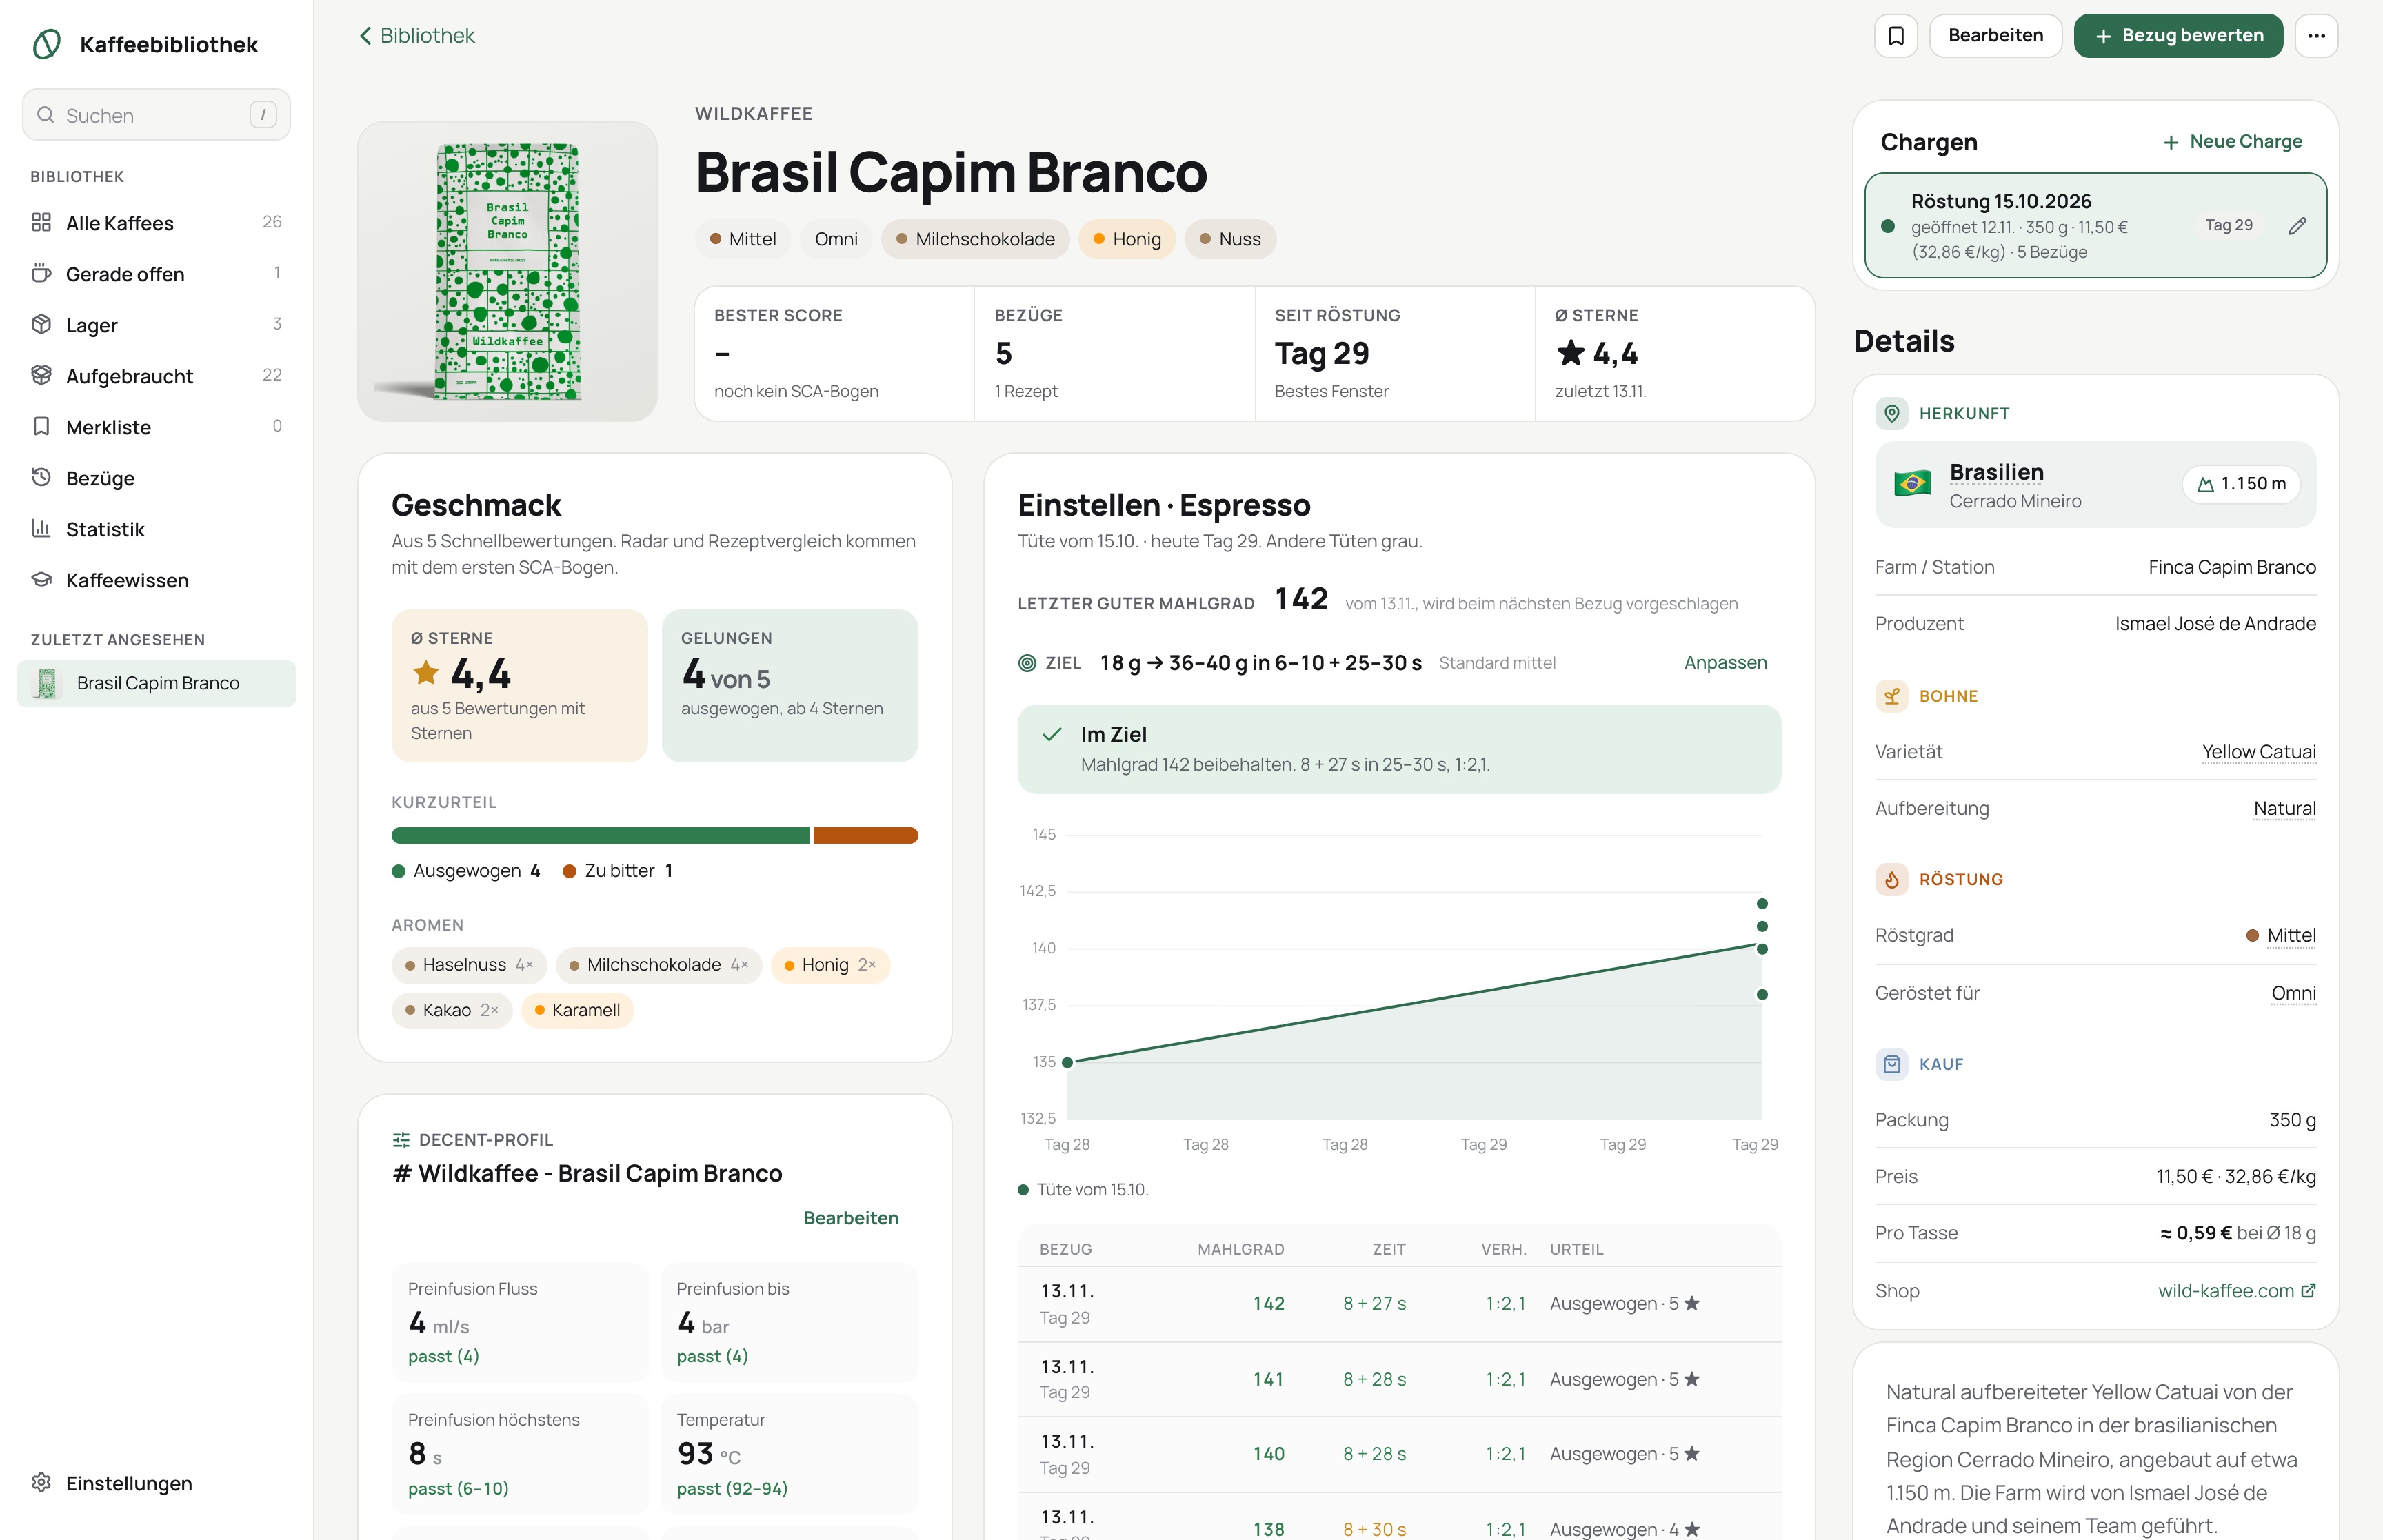 Kaffeebibliothek
Suchen /
BIBLIOTHEK
Alle Kaffees 26
Gerade offen 1
Lager 3
Aufgebraucht 22
Merkliste 0
Bezüge
Statistik
Kaffeewissen
ZULETZT ANGESEHEN
Brasil Capim Branco
Einstellungen
Bibliothek
Bearbeiten
+ Bezug bewerten
Brasil
Capim
Branco
Wildkaffee
WILDKAFFEE
Brasil Capim Branco
Mittel Omni Milchschokolade Honig Nuss
BESTER SCORE
–
noch kein SCA-Bogen
BEZÜGE
5
1 Rezept
SEIT RÖSTUNG
Tag 29
Bestes Fenster
Ø STERNE
★ 4,4
zuletzt 13.11.
Geschmack
Aus 5 Schnellbewertungen. Radar und Rezeptvergleich kommen
mit dem ersten SCA-Bogen.
Ø STERNE
★ 4,4
aus 5 Bewertungen mit
Sternen
GELUNGEN
4 von 5
ausgewogen, ab 4 Sternen
KURZURTEIL
Ausgewogen 4 Zu bitter 1
AROMEN
Haselnuss 4× Milchschokolade 4× Honig 2×
Kakao 2× Karamell
DECENT-PROFIL
# Wildkaffee - Brasil Capim Branco
Bearbeiten
Preinfusion Fluss
4 ml/s
passt (4)
Preinfusion bis
4 bar
passt (4)
Preinfusion höchstens
8 s
passt (6–10)
Temperatur
93 °C
passt (92–94)
Einstellen · Espresso
Tüte vom 15.10. · heute Tag 29. Andere Tüten grau.
LETZTER GUTER MAHLGRAD 142 vom 13.11., wird beim nächsten Bezug vorgeschlagen
ZIEL 18 g → 36–40 g in 6–10 + 25–30 s Standard mittel Anpassen
Im Ziel
Mahlgrad 142 beibehalten. 8 + 27 s in 25–30 s, 1:2,1.
145
142,5
140
137,5
135
132,5
Tag 28 Tag 28 Tag 28 Tag 29 Tag 29 Tag 29
Tüte vom 15.10.
BEZUG MAHLGRAD ZEIT VERH. URTEIL
13.11. 142 8 + 27 s 1:2,1 Ausgewogen · 5 ★
Tag 29
13.11. 141 8 + 28 s 1:2,1 Ausgewogen · 5 ★
Tag 29
13.11. 140 8 + 28 s 1:2,1 Ausgewogen · 5 ★
Tag 29
13.11. 138 8 + 30 s 1:2,1 Ausgewogen · 4 ★
Chargen + Neue Charge
Röstung 15.10.2026
geöffnet 12.11. · 350 g · 11,50 €
(32,86 €/kg) · 5 Bezüge
Tag 29
Details
HERKUNFT
Brasilien
Cerrado Mineiro
1.150 m
Farm / Station Finca Capim Branco
Produzent Ismael José de Andrade
BOHNE
Varietät Yellow Catuai
Aufbereitung Natural
RÖSTUNG
Röstgrad Mittel
Geröstet für Omni
KAUF
Packung 350 g
Preis 11,50 € · 32,86 €/kg
Pro Tasse ≈ 0,59 € bei Ø 18 g
Shop wild-kaffee.com
Natural aufbereiteter Yellow Catuai von der
Finca Capim Branco in der brasilianischen
Region Cerrado Mineiro, angebaut auf etwa
1.150 m. Die Farm wird von Ismael José de
Andrade und seinem Team geführt.